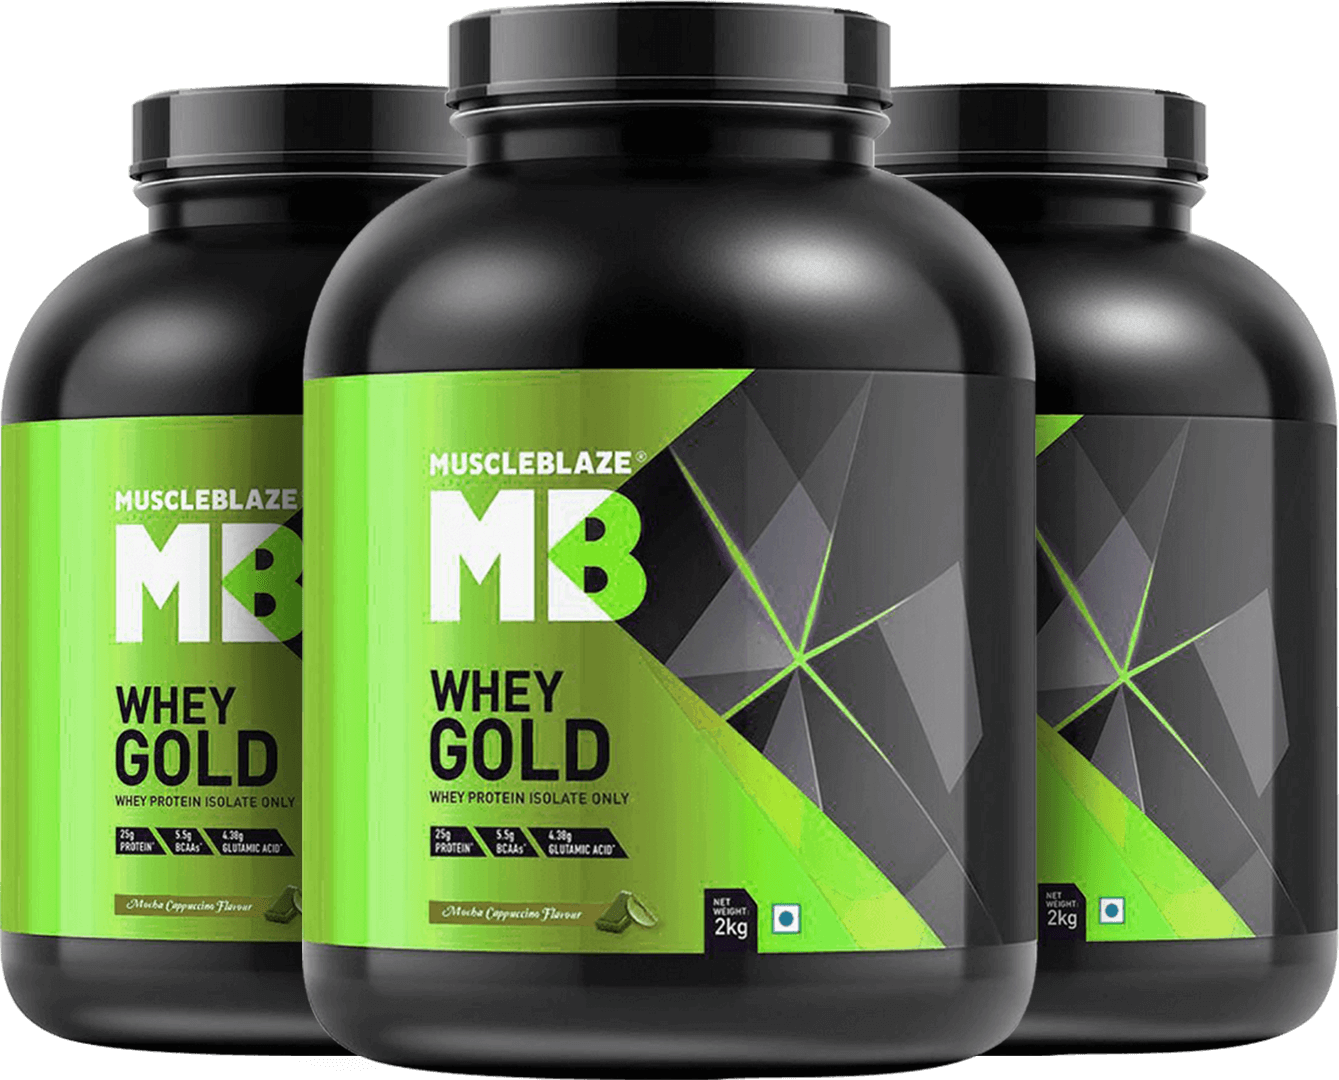 MUSCLEBLAZE
MB
WHEY
GOLD
WHEY PROTEIN ISOLATE ONLY
25g PROTEIN* 5.5g BCAAs* 4.38g GLUTAMIC ACID*
Mocha Cappuccino Flavour
MUSCLEBLAZE®
MB
WHEY
GOLD
WHEY PROTEIN ISOLATE ONLY
25g PROTEIN* 5.5g BCAAs* 4.38g GLUTAMIC ACID*
Mocha Cappuccino Flavour
NET
WEIGHT:
2kg
NET
WEIGHT:
2kg